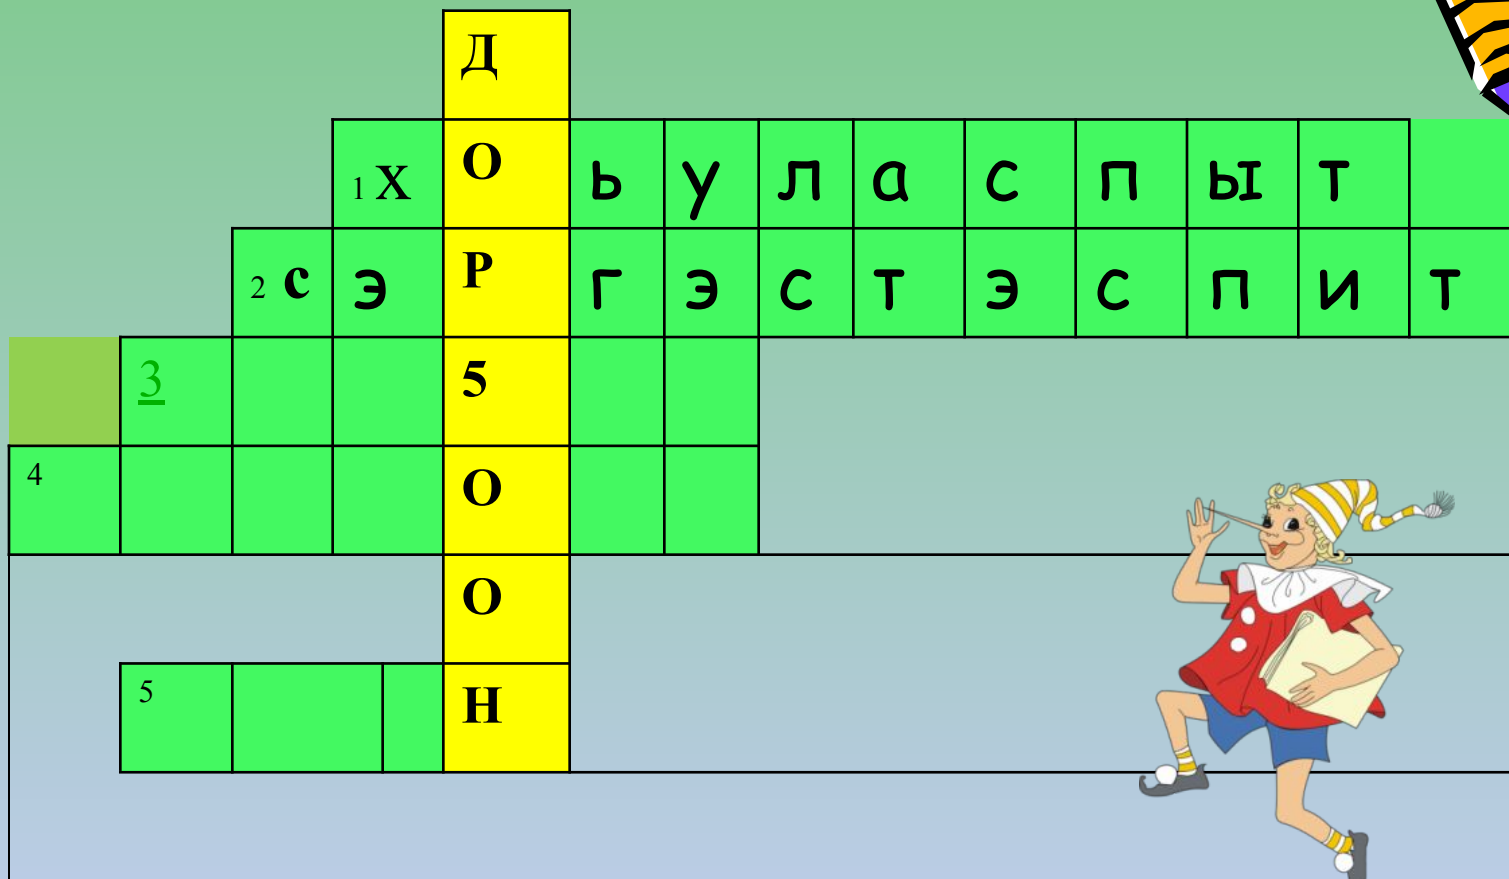 Д
1 Х О ь у л а с п ы т
2 с э Р г э с т э с п и т
3 5
4 О
О
5 Н